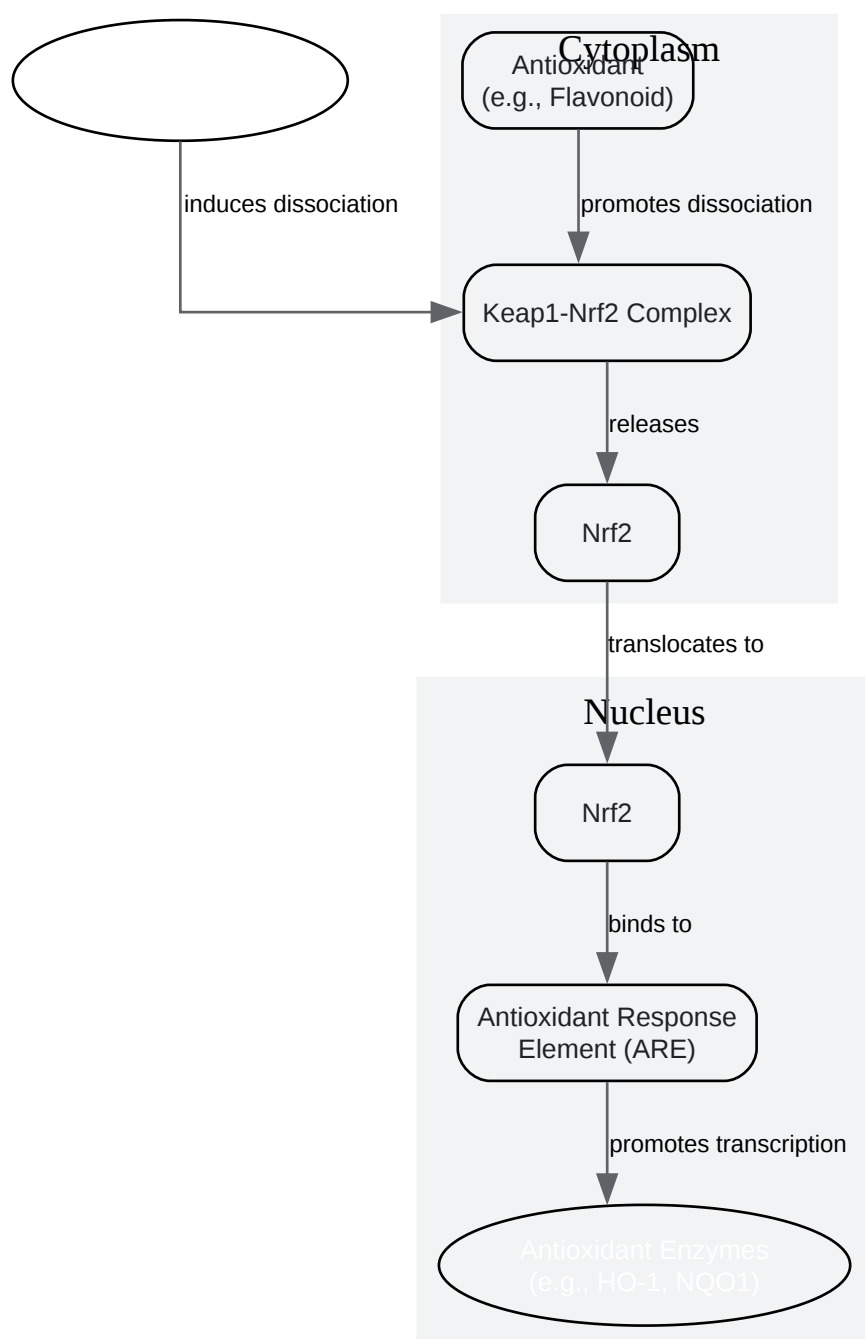 Cytoplasm
Antioxidant
(e.g., Flavonoid)
induces dissociation
promotes dissociation
Keap1-Nrf2 Complex
releases
Nrf2
translocates to
Nucleus
Nrf2
binds to
Antioxidant Response
Element (ARE)
promotes transcription
Antioxidant Enzymes
(e.g., HO-1, NQO1)